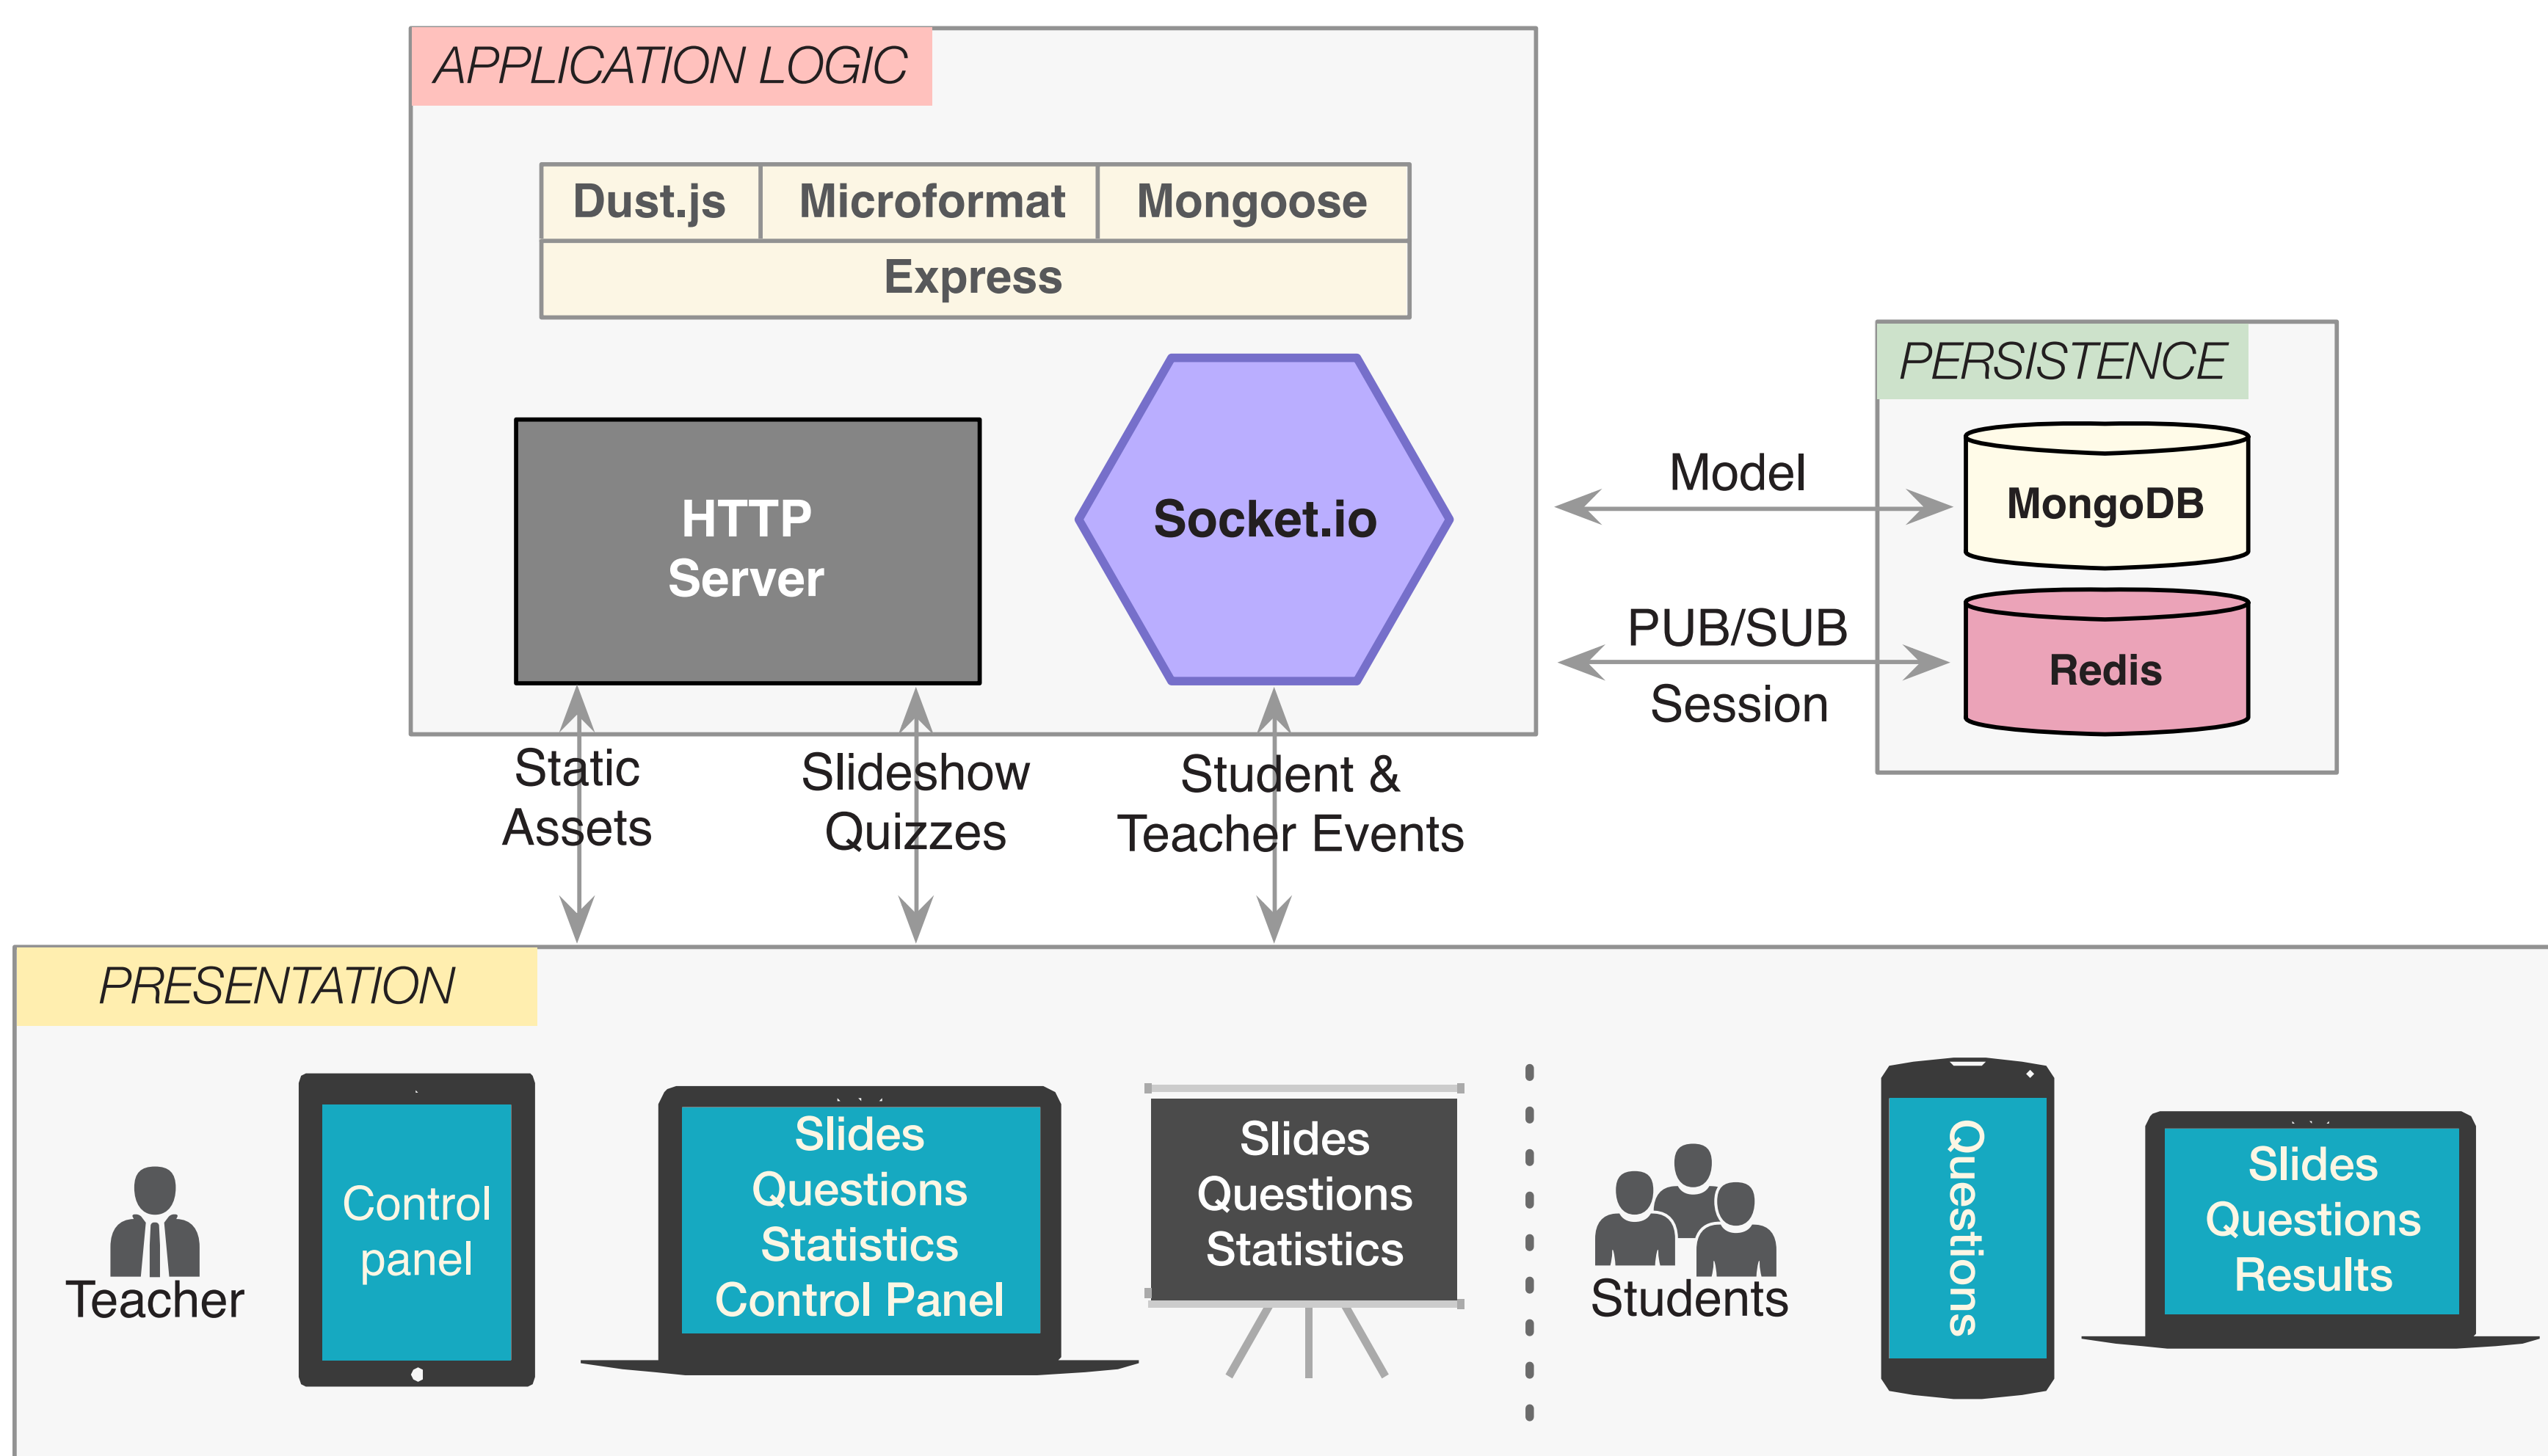 APPLICATION LOGIC
Dust.js Microformat Mongoose
Express
HTTP
Server
Socket.io
Model
PUB/SUB
Session
PERSISTENCE
MongoDB
Redis
Static
Assets
Slideshow
Quizzes
Student &
Teacher Events
PRESENTATION
Teacher
Control
panel
Slides
Questions
Statistics
Control Panel
Slides
Questions
Statistics
Students
Questions
Slides
Questions
Results